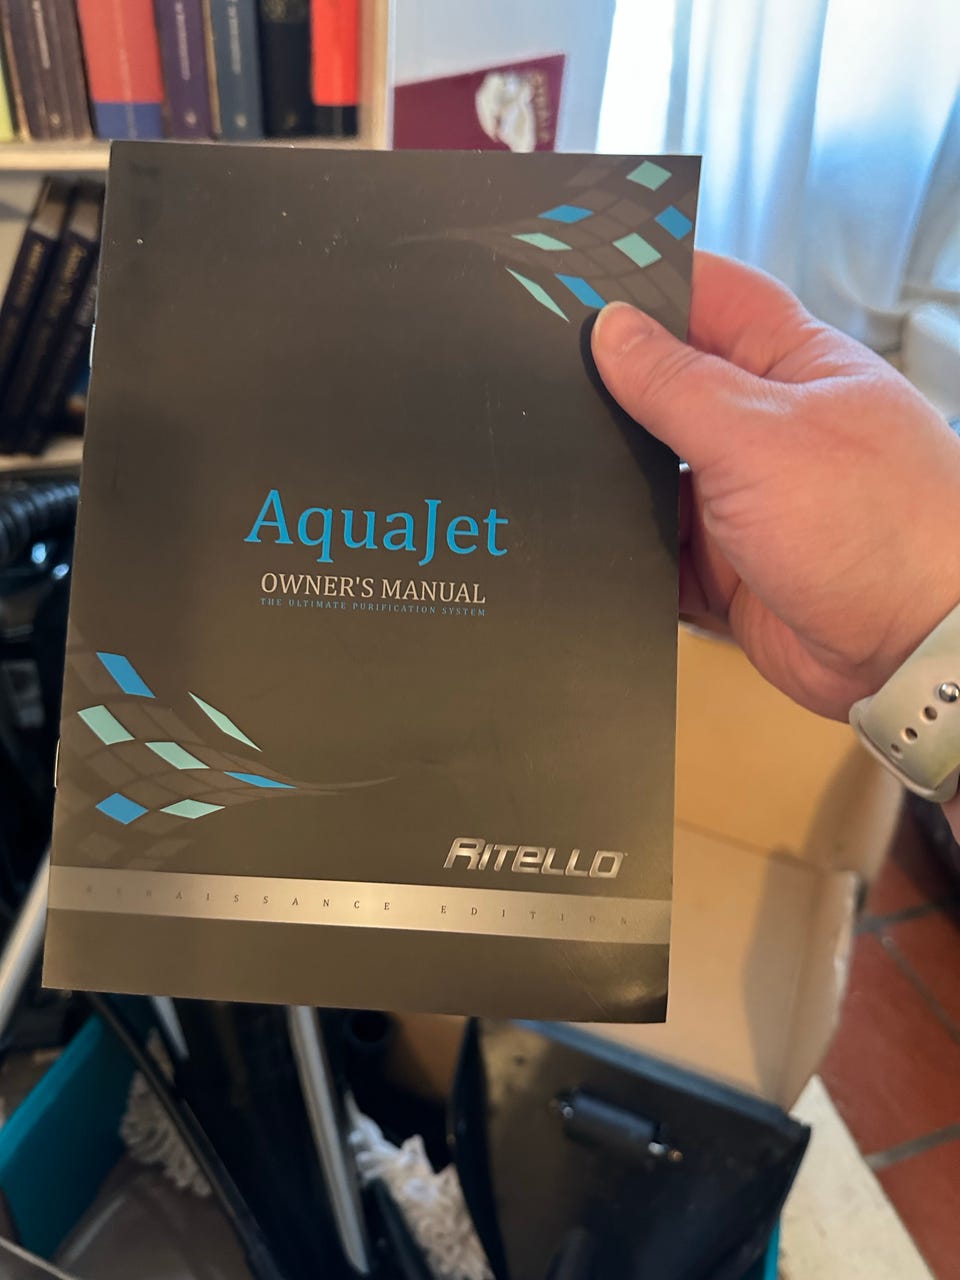 AquaJet
OWNER'S MANUAL
THE ULTIMATE PURIFICATION SYSTEM
RITELLO
RENAISSANCE EDITION